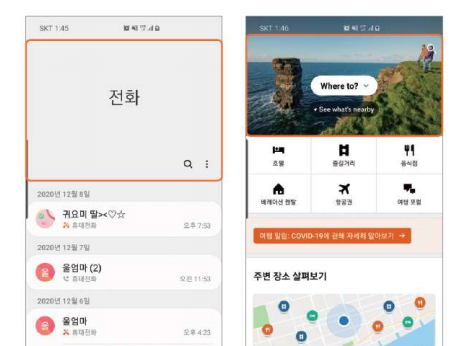 SKT 1:45
전화
2020년 12월 8일
귀요미 딸><♡☆
휴대전화
오후 7:53
2020년 12월 7일
울엄마 (2)
휴대전화
오전 11:53
2020년 12월 6일
울엄마
휴대전화
오후 4:23
SKT 1:46
Where to?
See what's nearby
호텔
즐길거리
음식점
베케이션 렌탈
항공권
여행 포럼
여행 알림: COVID-19에 관해 자세히 알아보기 →
주변 장소 살펴보기